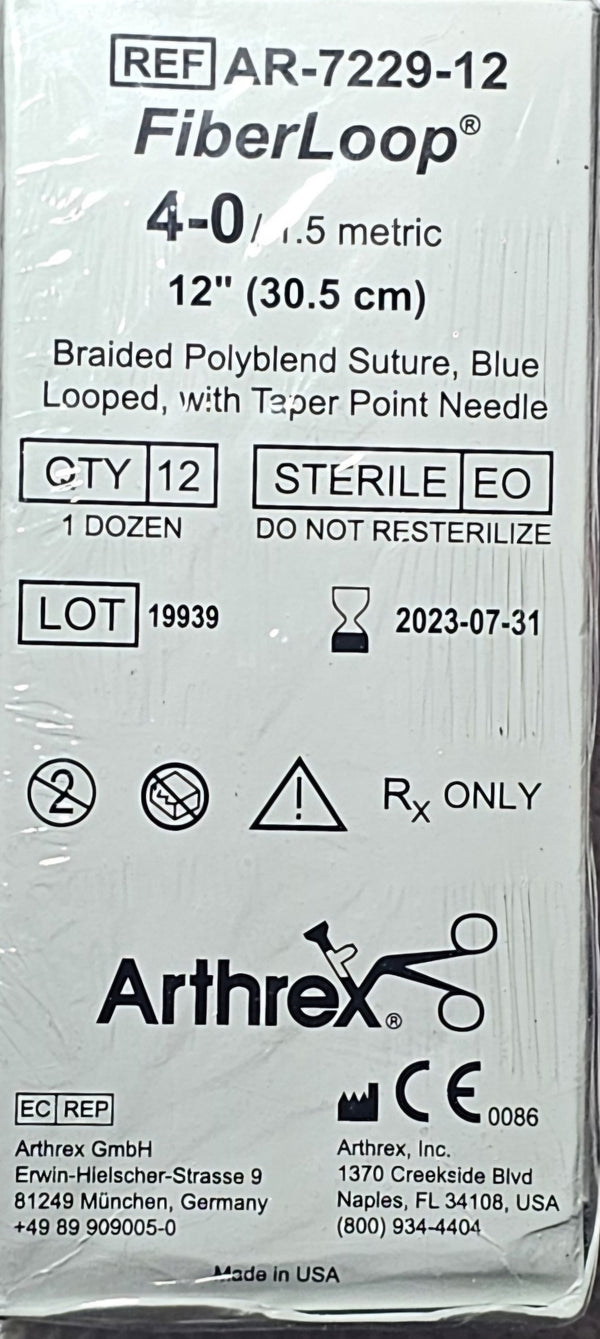 REF AR-7229-12
FiberLoop®
4-0 / 1.5 metric
12" (30.5 cm)
Braided Polyblend Suture, Blue
Looped, with Taper Point Needle
QTY 12 STERILE EO
1 DOZEN DO NOT RESTERILIZE
LOT 19939 2023-07-31
2 ! Rx ONLY
Arthrex®
EC REP CE 0086
Arthrex GmbH
Erwin-Hielscher-Strasse 9
81249 München, Germany
+49 89 909005-0
Arthrex, Inc.
1370 Creekside Blvd
Naples, FL 34108, USA
(800) 934-4404
Made in USA